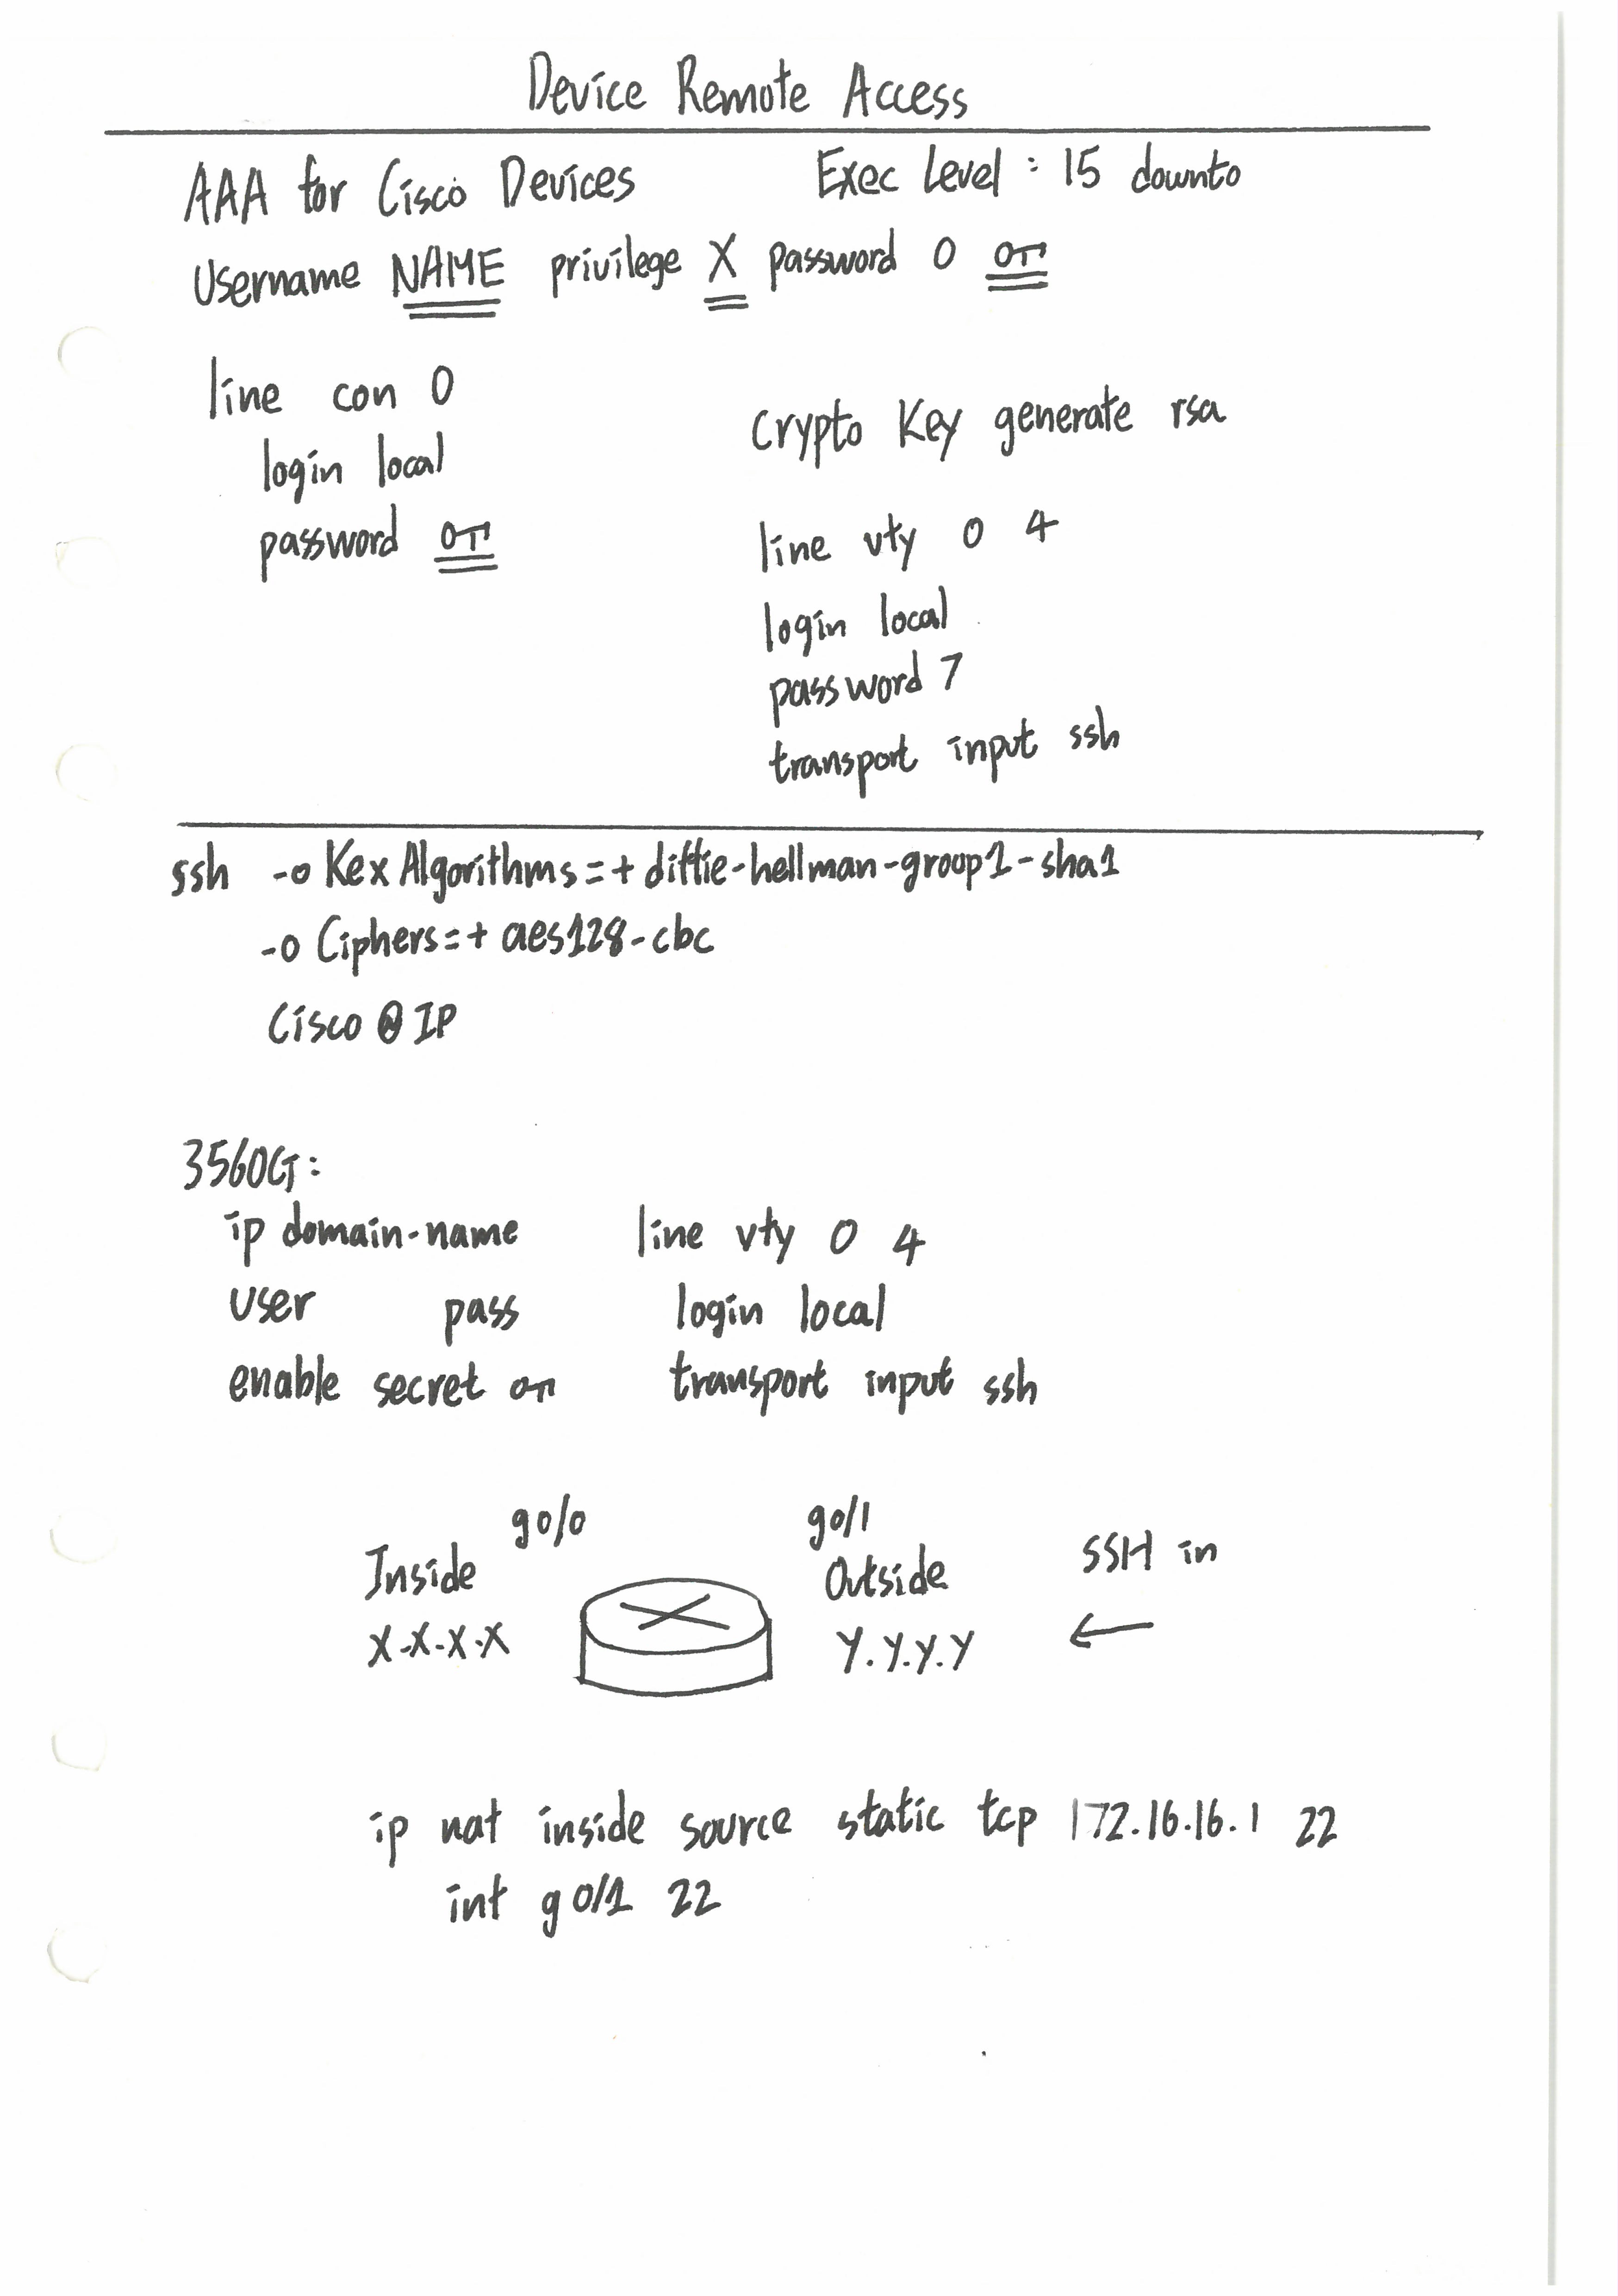 Device Remote Access
AAA for Cisco Devices Exec Level : 15 downto
Username NAME privilege X password 0
line con 0
login local
password
crypto Key generate rsa
line vty 0 4
login local
password 7
transport input ssh
ssh -o KexAlgorithms=+diffie-hellman-group1-sha1
-o Ciphers=+aes128-cbc
Cisco@IP
3560G:
ip domain-name
user pass
enable secret
line vty 0 4
login local
transport input ssh
g0/0
Inside
X.X.X.X
g0/1
Outside
Y.Y.Y.Y
SSH in
ip nat inside source static tcp 172.16.16.1 22
int g0/1 22